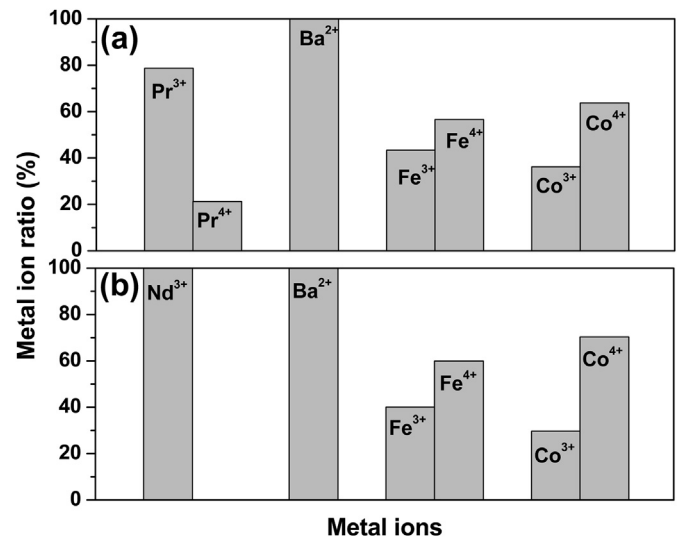 Metal ion ratio (%)
(a)
100
80
60
40
20
0
Pr3+
Pr4+
Ba2+
Fe3+
Fe4+
Co3+
Co4+
(b)
100
80
60
40
20
0
Nd3+
Ba2+
Fe3+
Fe4+
Co3+
Co4+
Metal ions